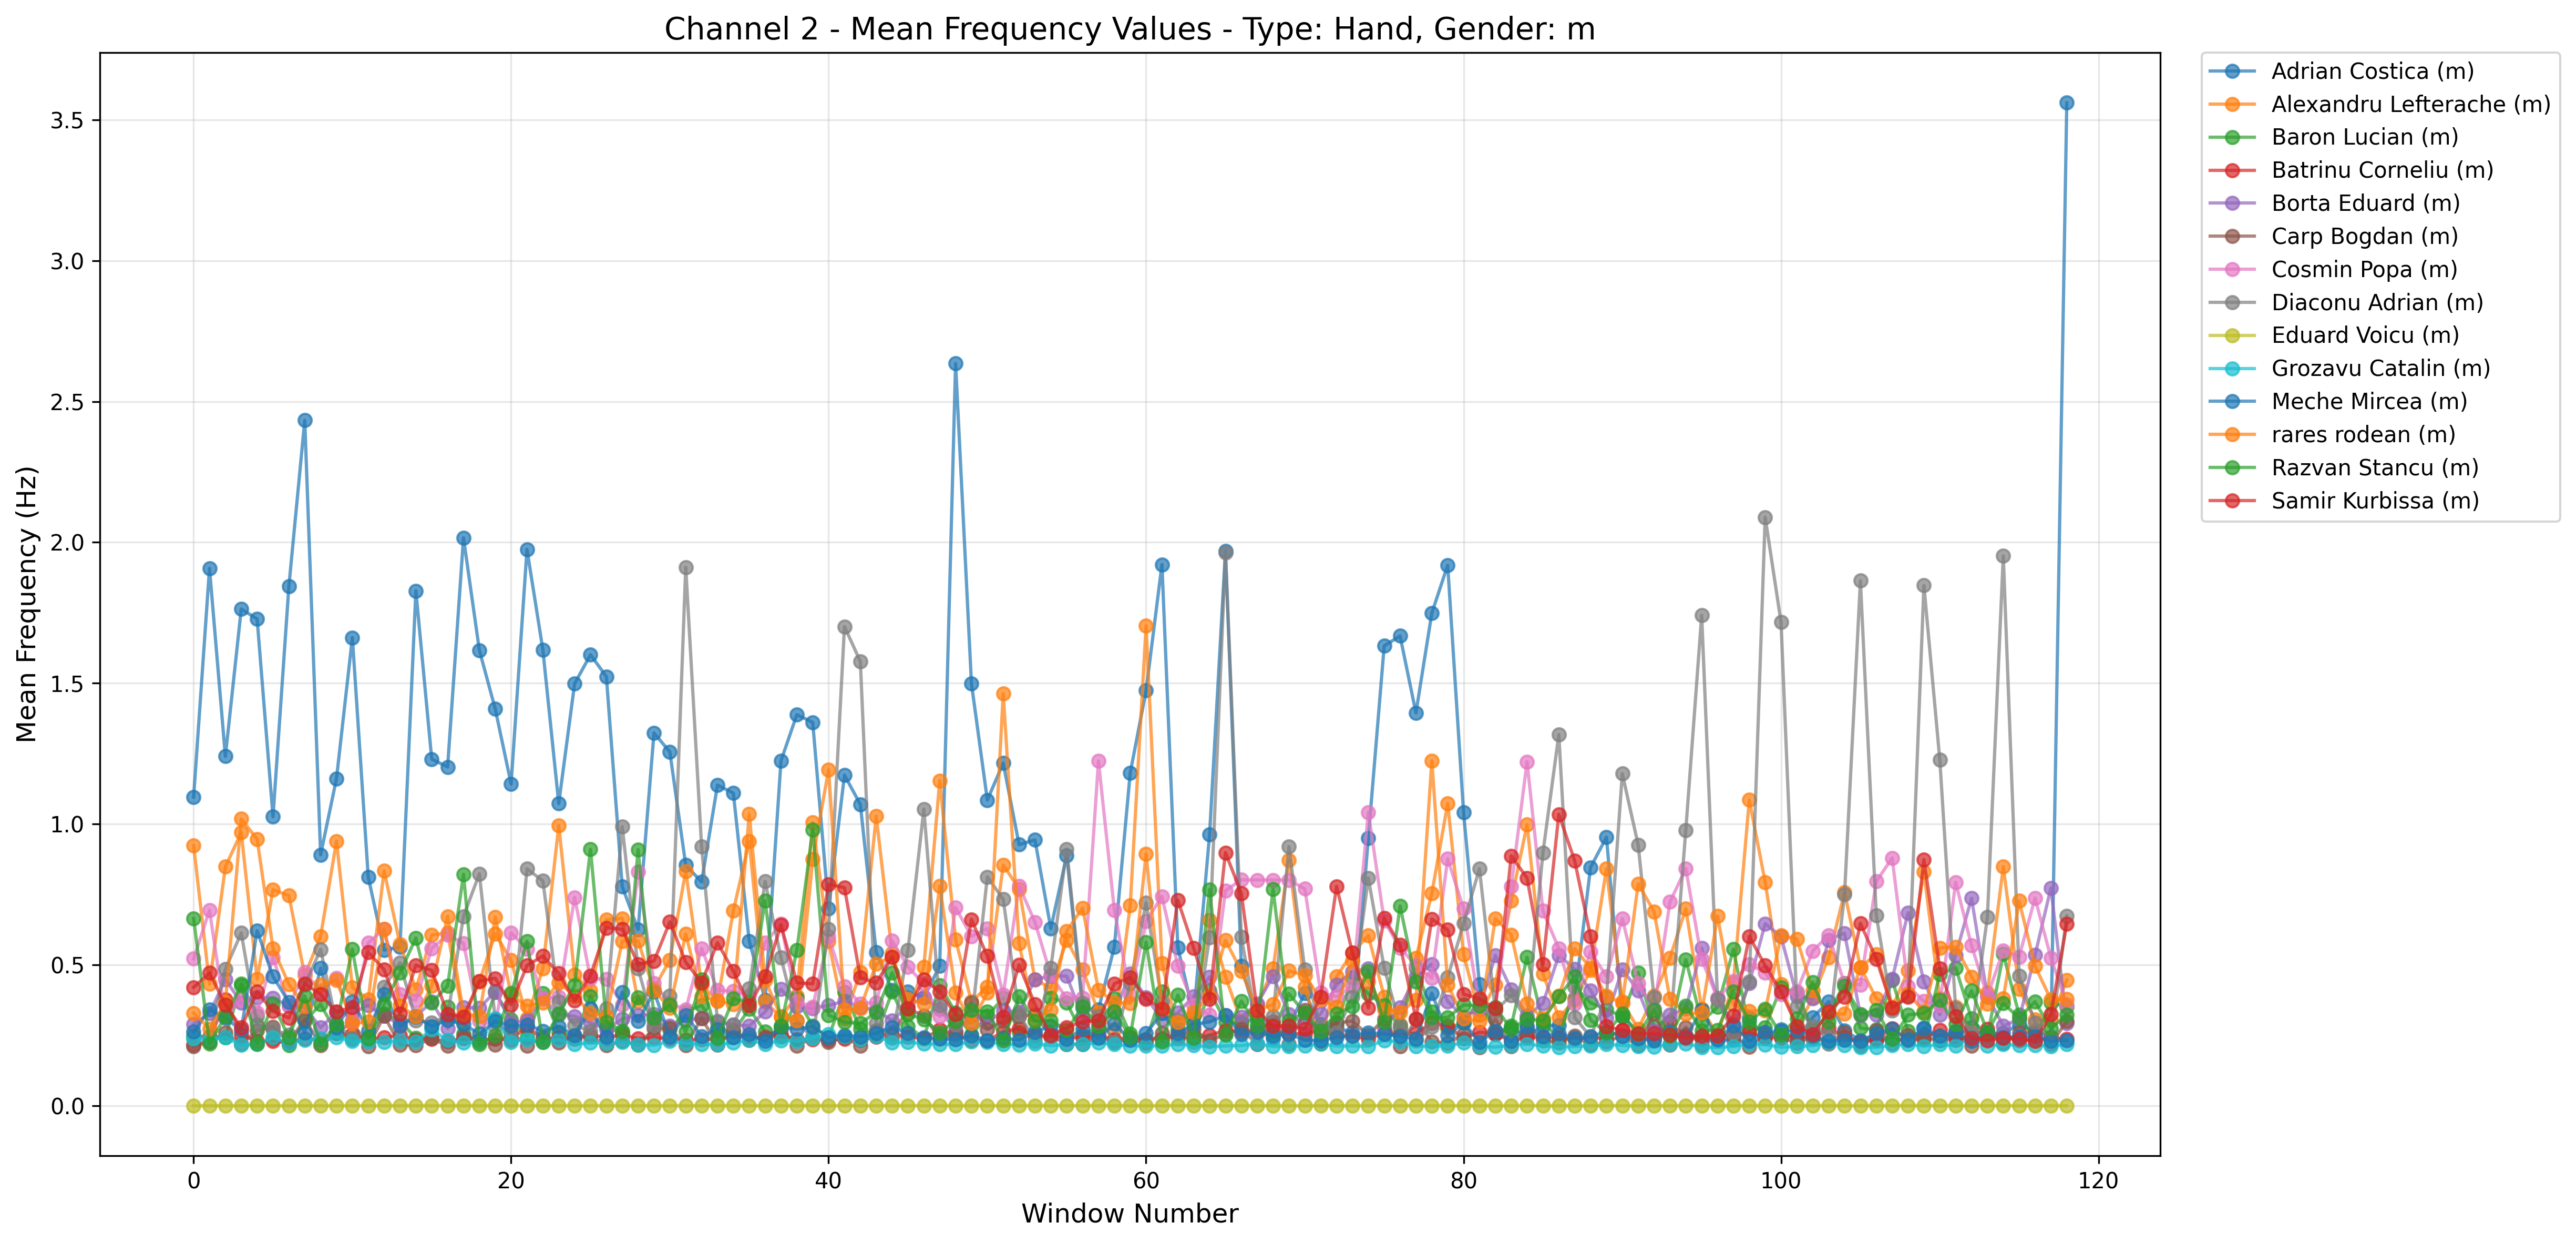 Channel 2 - Mean Frequency Values - Type: Hand, Gender: m
Mean Frequency (Hz)
3.5
3.0
2.5
2.0
1.5
1.0
0.5
0.0
0 20 40 60 80 100 120
Window Number
Adrian Costica (m)
Alexandru Lefterache (m)
Baron Lucian (m)
Batrinu Corneliu (m)
Borta Eduard (m)
Carp Bogdan (m)
Cosmin Popa (m)
Diaconu Adrian (m)
Eduard Voicu (m)
Grozavu Catalin (m)
Meche Mircea (m)
rares rodean (m)
Razvan Stancu (m)
Samir Kurbissa (m)